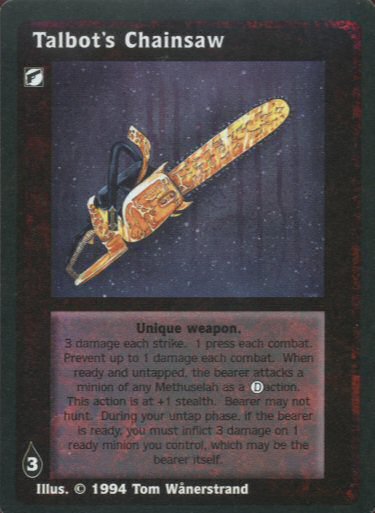 Talbot's Chainsaw
Unique weapon.
3 damage each strike. 1 press each combat.
Prevent up to 1 damage each combat. When
ready and untapped, the bearer attacks a
minion of any Methuselah as a Ⓓ action.
This action is at +1 stealth. Bearer may not
hunt. During your untap phase, if the bearer
is ready, you must inflict 3 damage on 1
ready minion you control, which may be the
bearer itself.
3
Illus. © 1994 Tom Wånerstrand